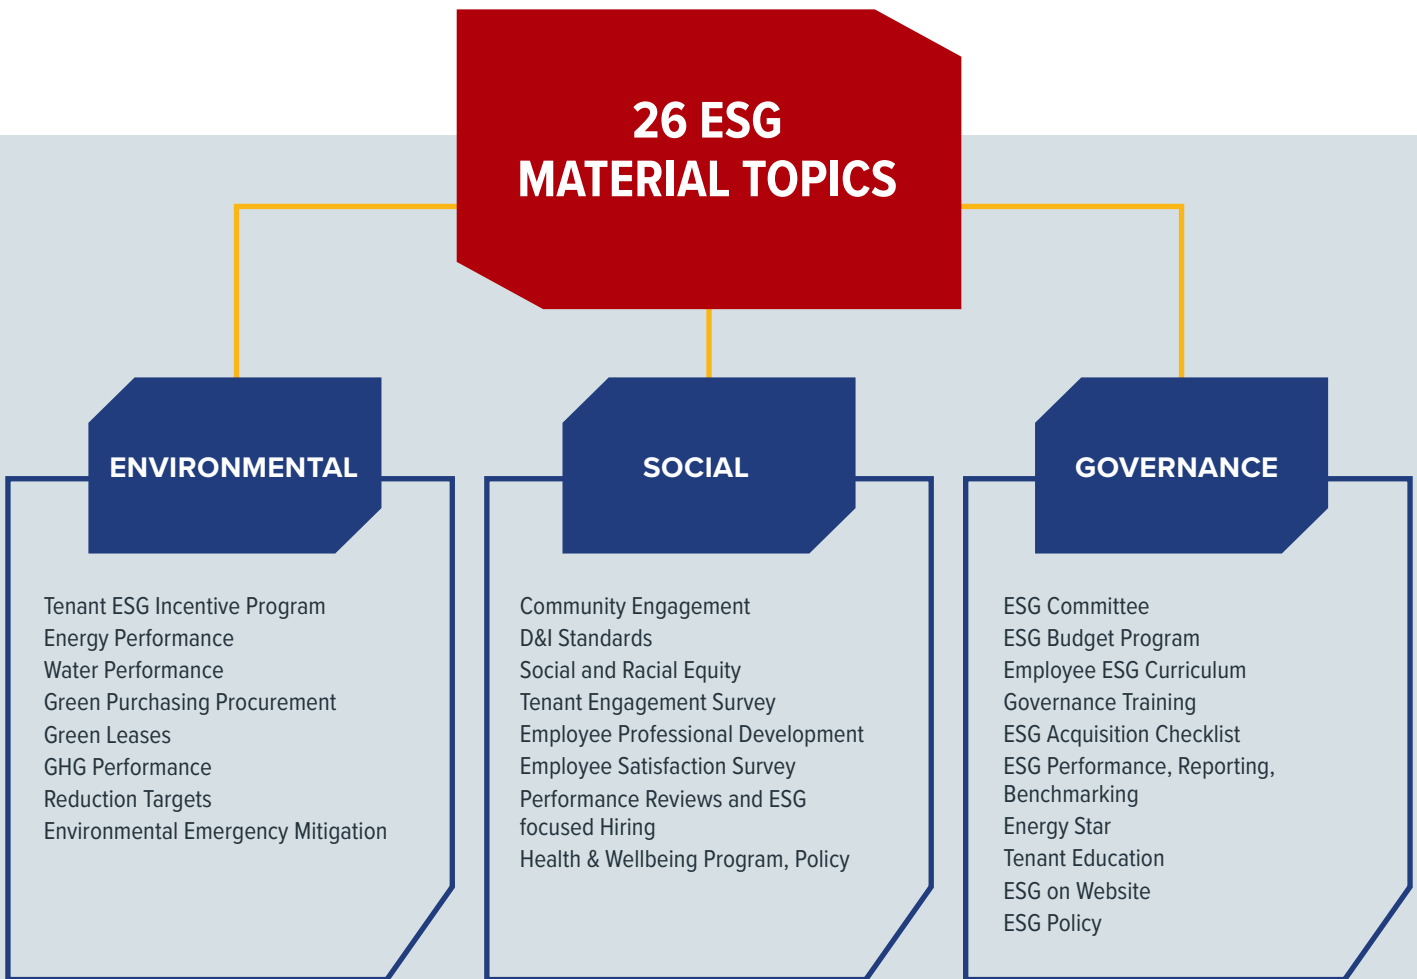 26 ESG
MATERIAL TOPICS
ENVIRONMENTAL
Tenant ESG Incentive Program
Energy Performance
Water Performance
Green Purchasing Procurement
Green Leases
GHG Performance
Reduction Targets
Environmental Emergency Mitigation
SOCIAL
Community Engagement
D&I Standards
Social and Racial Equity
Tenant Engagement Survey
Employee Professional Development
Employee Satisfaction Survey
Performance Reviews and ESG
focused Hiring
Health & Wellbeing Program, Policy
GOVERNANCE
ESG Committee
ESG Budget Program
Employee ESG Curriculum
Governance Training
ESG Acquisition Checklist
ESG Performance, Reporting,
Benchmarking
Energy Star
Tenant Education
ESG on Website
ESG Policy